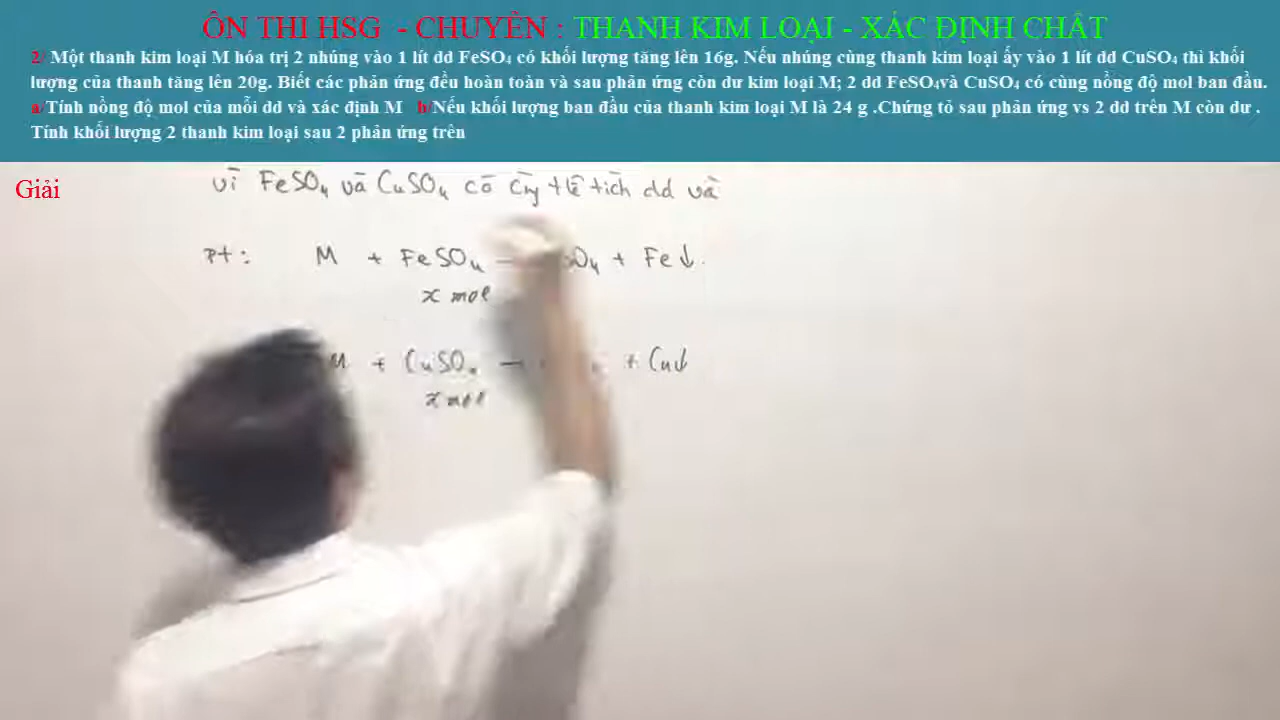 ÔN THI HSG - CHUYÊN : THANH KIM LOẠI - XÁC ĐỊNH CHẤT
2/ Một thanh kim loại M hóa trị 2 nhúng vào 1 lít dd FeSO₄ có khối lượng tăng lên 16g. Nếu nhúng cùng thanh kim loại ấy vào 1 lít dd CuSO₄ thì khối
lượng của thanh tăng lên 20g. Biết các phản ứng đều hoàn toàn và sau phản ứng còn dư kim loại M; 2 dd FeSO₄và CuSO₄ có cùng nồng độ mol ban đầu.
a/Tính nồng độ mol của mỗi dd và xác định M b/Nếu khối lượng ban đầu của thanh kim loại M là 24 g .Chứng tỏ sau phản ứng vs 2 dd trên M còn dư .
Tính khối lượng 2 thanh kim loại sau 2 phản ứng trên
Giải
vì FeSO₄ và CuSO₄ có thể tích dd và
pt: M + FeSO₄ + Fe↓
x mol
M + CuSO₄ + Cu↓
x mol